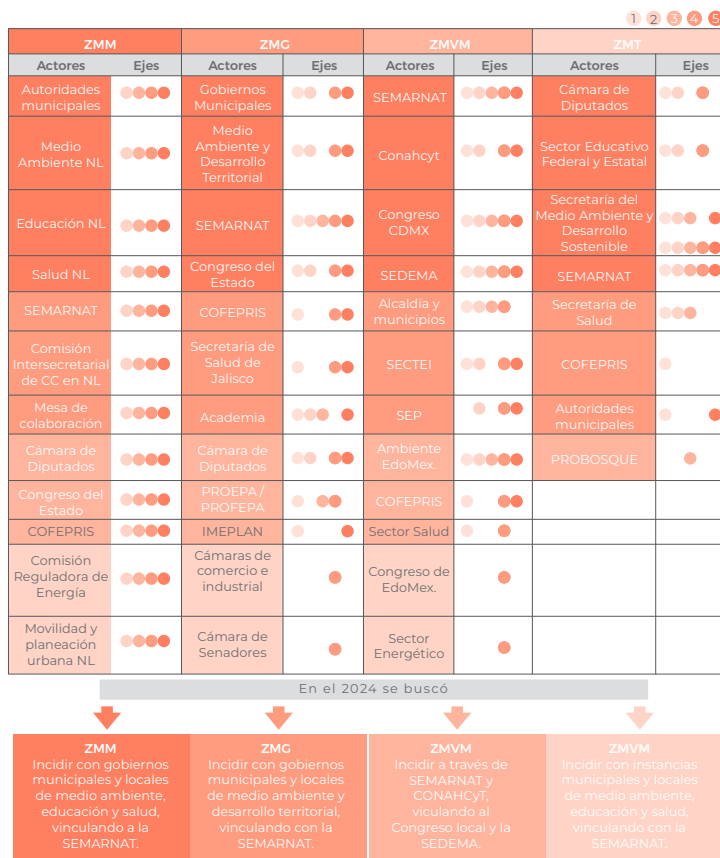 1 2 3 4 5
ZMM ZMG ZMVM ZMT
Actores Ejes Actores Ejes Actores Ejes Actores Ejes
Autoridades
municipales
Gobiernos
Municipales
SEMARNAT
Cámara de
Diputados
Medio
Ambiente NL
Medio
Ambiente y
Desarrollo
Territorial
Conahcyt
Sector Educativo
Federal y Estatal
Educación NL
SEMARNAT
Congreso
CDMX
Secretaría del
Medio Ambiente y
Desarrollo
Sostenible
Salud NL
Congreso del
Estado
SEDEMA
SEMARNAT
SEMARNAT
COFEPRIS
Alcaldía y
municipios
Secretaría de
Salud
Comisión
Intersecretarial
de CC en NL
Secretaría de
Salud de
Jalisco
SECTEI
COFEPRIS
Mesa de
colaboración
Academia
SEP
Autoridades
municipales
Cámara de
Diputados
Cámara de
Diputados
Ambiente
EdoMex.
PROBOSQUE
Congreso del
Estado
PROEPA /
PROFEPA
COFEPRIS
COFEPRIS
IMEPLAN
Sector Salud
Comisión
Reguladora de
Energía
Cámaras de
comercio e
industrial
Congreso de
EdoMex.
Movilidad y
planeación
urbana NL
Cámara de
Senadores
Sector
Energético
En el 2024 se buscó
ZMM
Incidir con gobiernos
municipales y locales
de medio ambiente,
educación y salud,
vinculando a la
SEMARNAT.
ZMG
Incidir con gobiernos
municipales y locales
de medio ambiente y
desarrollo territorial,
vinculando con la
SEMARNAT.
ZMVM
Incidir a través de
SEMARNAT y
CONAHCyT,
viculando al
Congreso local y la
SEDEMA.
ZMVM
Incidir con instancias
municipales y locales
de medio ambiente,
educación y salud,
vinculando con la
SEMARNAT.